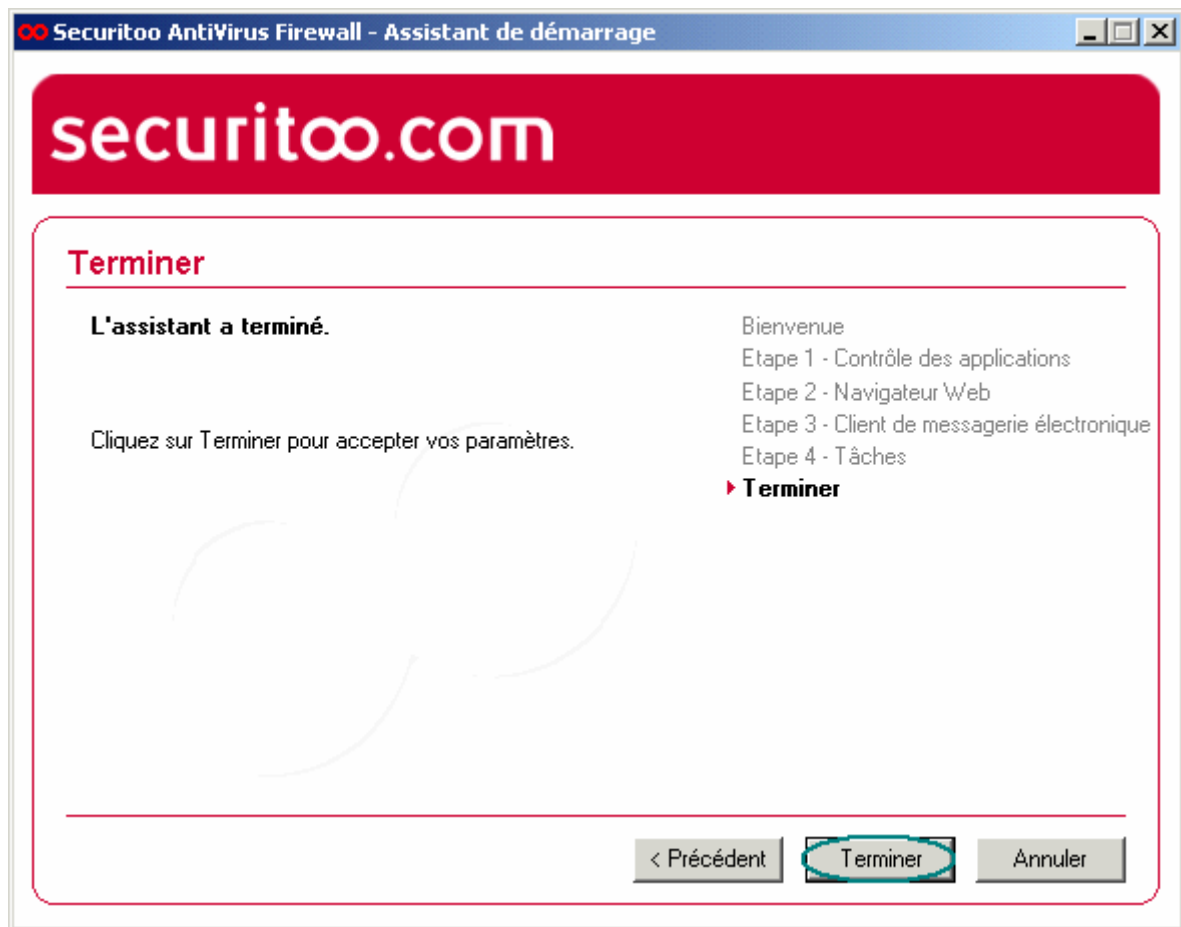 Securitoo AntiVirus Firewall - Assistant de démarrage
securitoo.com
Terminer
L'assistant a terminé.
Cliquez sur Terminer pour accepter vos paramètres.
Bienvenue
Etape 1 - Contrôle des applications
Etape 2 - Navigateur Web
Etape 3 - Client de messagerie électronique
Etape 4 - Tâches
Terminer
< Précédent
Terminer
Annuler